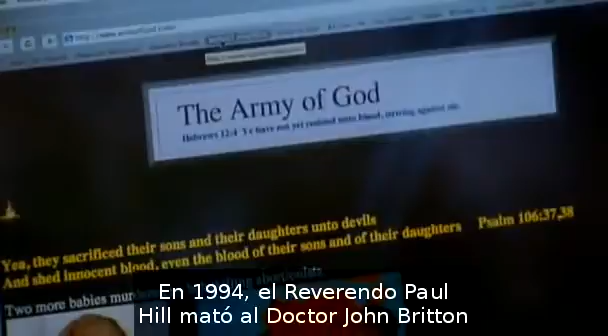 The Army of God
Hebrews 12:4 Ye have not yet resisted unto blood, striving against sin.
Yea, they sacrificed their sons and their daughters unto devils
And shed innocent blood, even the blood of their sons and of their daughters Psalm 106:37,38
Two more babies
En 1994, el Reverendo Paul
Hill mató al Doctor John Britton